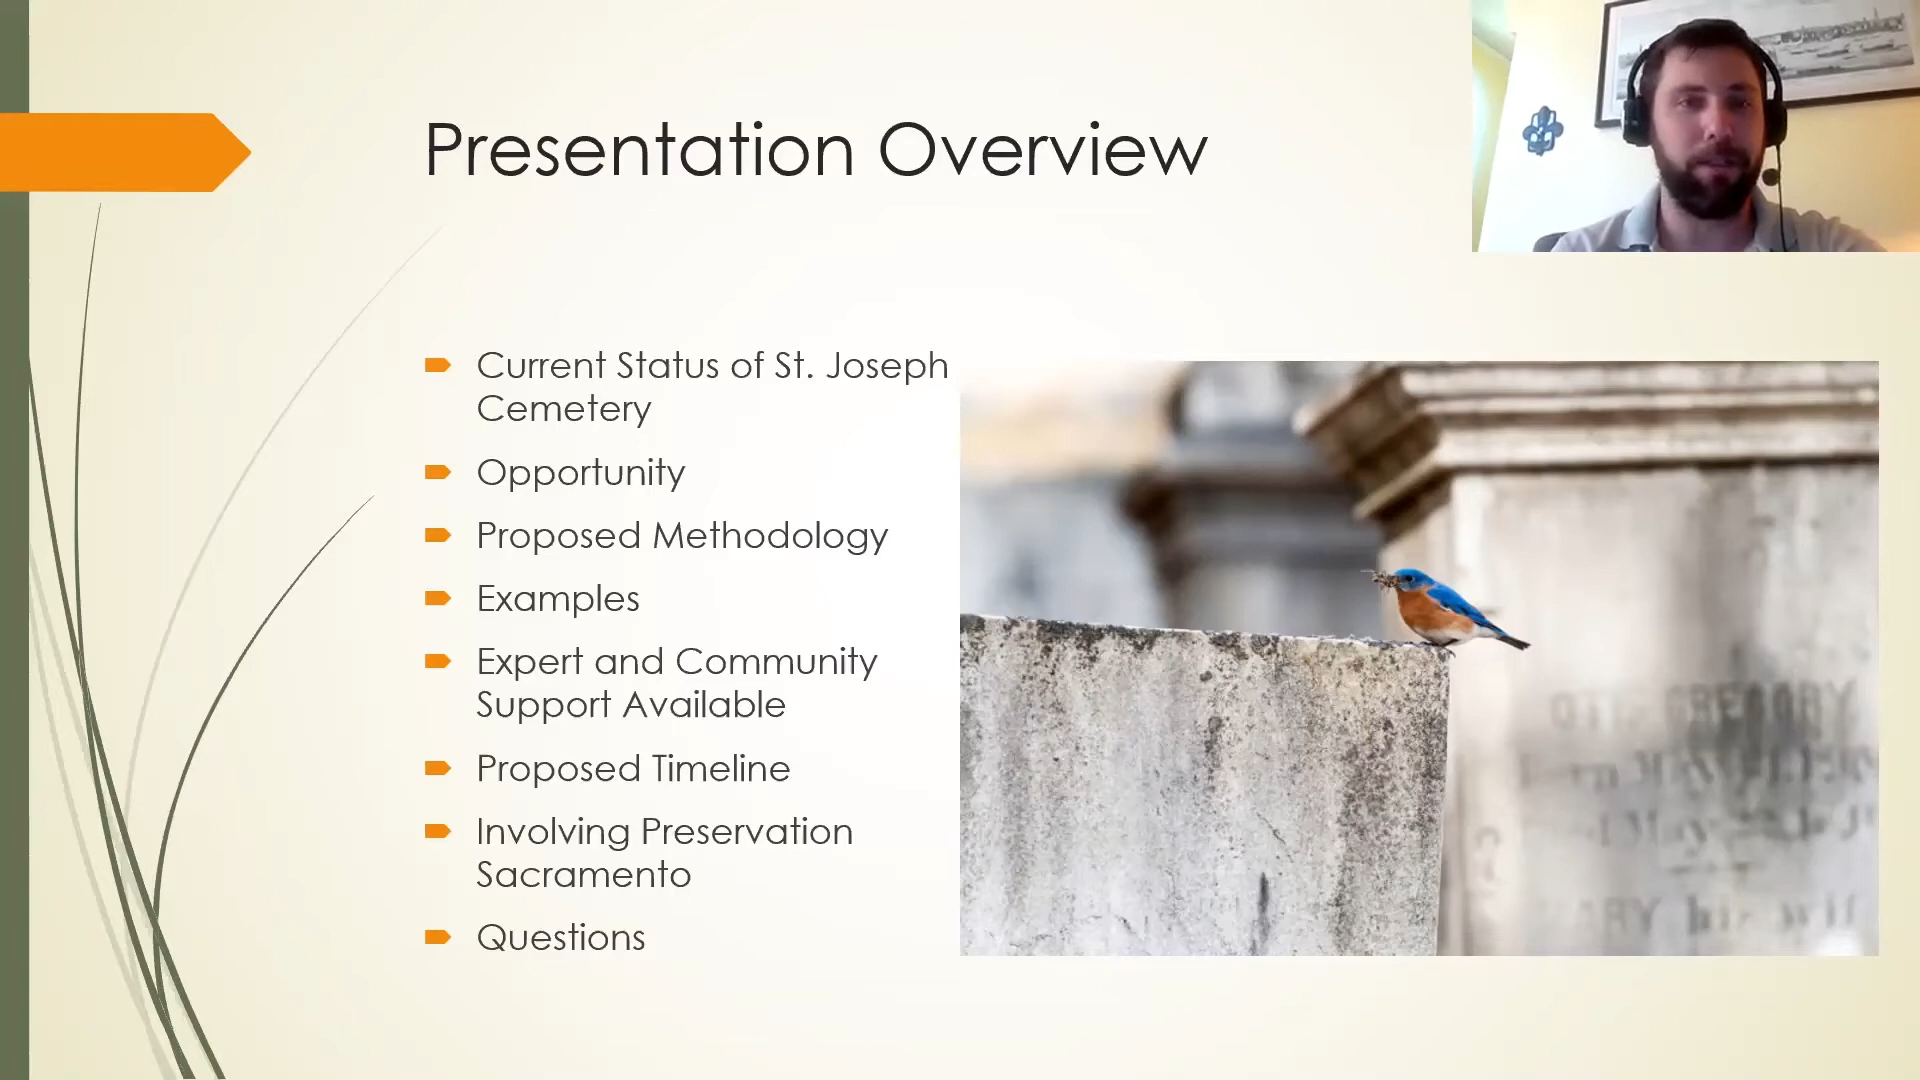 Presentation Overview
Current Status of St. Joseph
Cemetery
Opportunity
Proposed Methodology
Examples
Expert and Community
Support Available
Proposed Timeline
Involving Preservation
Sacramento
Questions
GREGORY